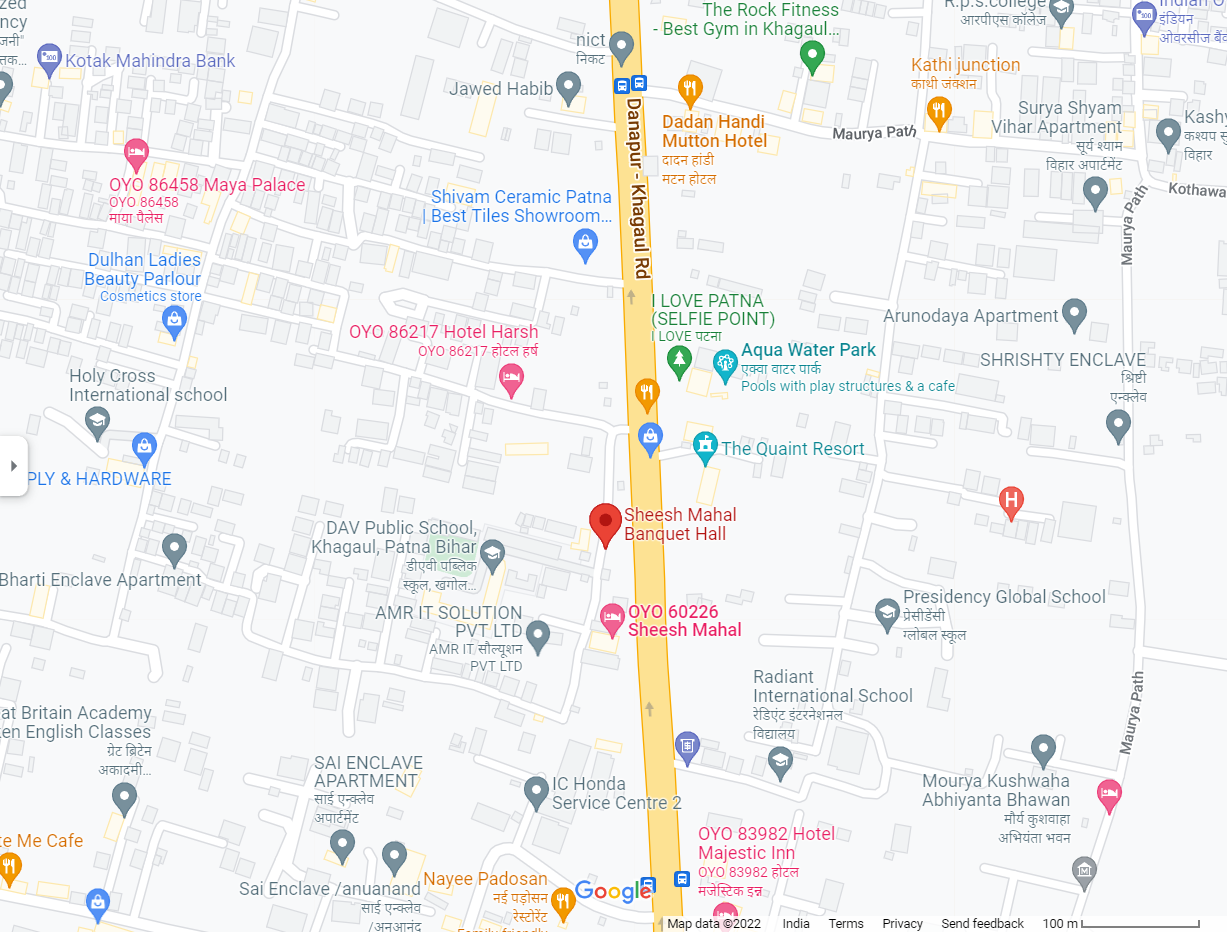 Kotak Mahindra Bank
nict
निकट
The Rock Fitness
- Best Gym in Khagaul...
R.p.s.college
आरपीएस कॉलेज
इंडियन
ओवरसीज
Jawed Habib
Danapur - Khagaul Rd
Dadan Handi
Mutton Hotel
दादन हांडी
मटन होटल
Maurya Path
Kathi junction
काथी जंक्शन
Surya Shyam
Vihar Apartment
सूर्य श्याम
विहार अपार्टमेंट
Kashy
कश्यप
विहार
Kothawa
Maurya Path
OYO 86458 Maya Palace
OYO 86458
माया पैलेस
Shivam Ceramic Patna
| Best Tiles Showroom...
Dulhan Ladies
Beauty Parlour
Cosmetics store
OYO 86217 Hotel Harsh
OYO 86217 होटल हर्ष
I LOVE PATNA
(SELFIE POINT)
I LOVE पटना
Aqua Water Park
एक्वा वाटर पार्क
Pools with play structures & a cafe
Arunodaya Apartment
SHRISHTY ENCLAVE
श्रिष्टी
एन्क्लेव
Holy Cross
International school
PLY & HARDWARE
The Quaint Resort
H
Sheesh Mahal
Banquet Hall
DAV Public School,
Khagaul, Patna Bihar
डीएवी पब्लिक
स्कूल, खगोल...
Bharti Enclave Apartment
AMR IT SOLUTION
PVT LTD
AMR IT सौल्यूशन
PVT LTD
OYO 60226
Sheesh Mahal
Presidency Global School
प्रेसीडेंसी
ग्लोबल स्कूल
Radiant
International School
रेडिएंट इंटरनेशनल
विद्यालय
Maurya Path
at Britain Academy
ken English Classes
ग्रेट ब्रिटेन
अकादमी...
SAI ENCLAVE
APARTMENT
साई एन्क्लेव
अपार्टमेंट
IC Honda
Service Centre 2
Mourya Kushwaha
Abhiyanta Bhawan
मौर्य कुशवाहा
अभियंता भवन
te Me Cafe
OYO 83982 Hotel
Majestic Inn
OYO 83982 होटल
मजेस्टिक इन्न
Sai Enclave /anuanand
साई एन्क्लेव
/अनुआनंद
Nayee Padosan
नई पड़ोसन
रेस्टोरेंट
Family friendly
Google
Map data ©2022 India Terms Privacy Send feedback 100 m